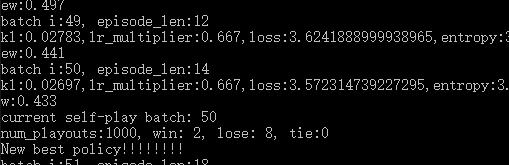 ew:0.497
batch i:49, episode_len:12
kl:0.02783,lr_multiplier:0.667,loss:3.6241888999938965,entropy:3.
ew:0.441
batch i:50, episode_len:14
kl:0.02697,lr_multiplier:0.667,loss:3.572314739227295,entropy:3.
w:0.433
current self-play batch: 50
num_playouts:1000, win: 2, lose: 8, tie:0
New best policy!!!!!!!!
batch i:51, episode_len:18